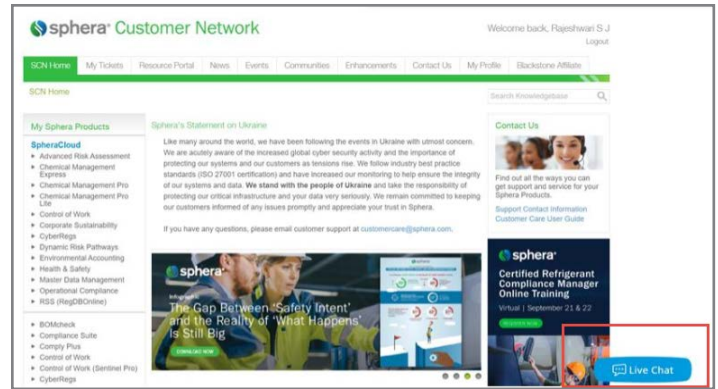 sphera Customer Network
Welcome back, Rajeshwari S J
Logout
SCN Home
My Tickets
Resource Portal
News
Events
Communities
Enhancements
Contact Us
My Profile
Blackstone Affiliate
SCN Home
Search Knowledgebase
My Sphera Products
SpheraCloud
Advanced Risk Assessment
Chemical Management
Express
Chemical Management Pro
Chemical Management Pro
Lite
Control of Work
Corporate Sustainability
CyberRegs
Dynamic Risk Pathways
Environmental Accounting
Health & Safety
Master Data Management
Operational Compliance
RSS (RegDBOnline)
BOMcheck
Compliance Suite
Comply Plus
Control of Work
Control of Work (Sentinel Pro)
CyberRegs
Sphera's Statement on Ukraine
Like many around the world, we have been following the events in Ukraine with utmost concern.
We are acutely aware of the increased global cyber security activity and the importance of
protecting our systems and our customers as tensions rise. We follow industry best practice
standards (ISO 27001 certification) and have increased our monitoring to help ensure the integrity
of our systems and data. We stand with the people of Ukraine and take the responsibility of
protecting our critical infrastructure and your data very seriously. We remain committed to keeping
our customers informed of any issues promptly and appreciate your trust in Sphera.
If you have any questions, please email customer support at customercare@sphera.com.
sphera
Infographic
The Gap Between 'Safety Intent'
and the Reality of 'What Happens'
Is Still Big
DOWNLOAD NOW
Contact Us
Find out all the ways you can
get support and service for your
Sphera Products.
Support Contact Information
Customer Care User Guide
sphera
Certified Refrigerant
Compliance Manager
Online Training
Virtual | September 21 & 22
REGISTER NOW
Live Chat